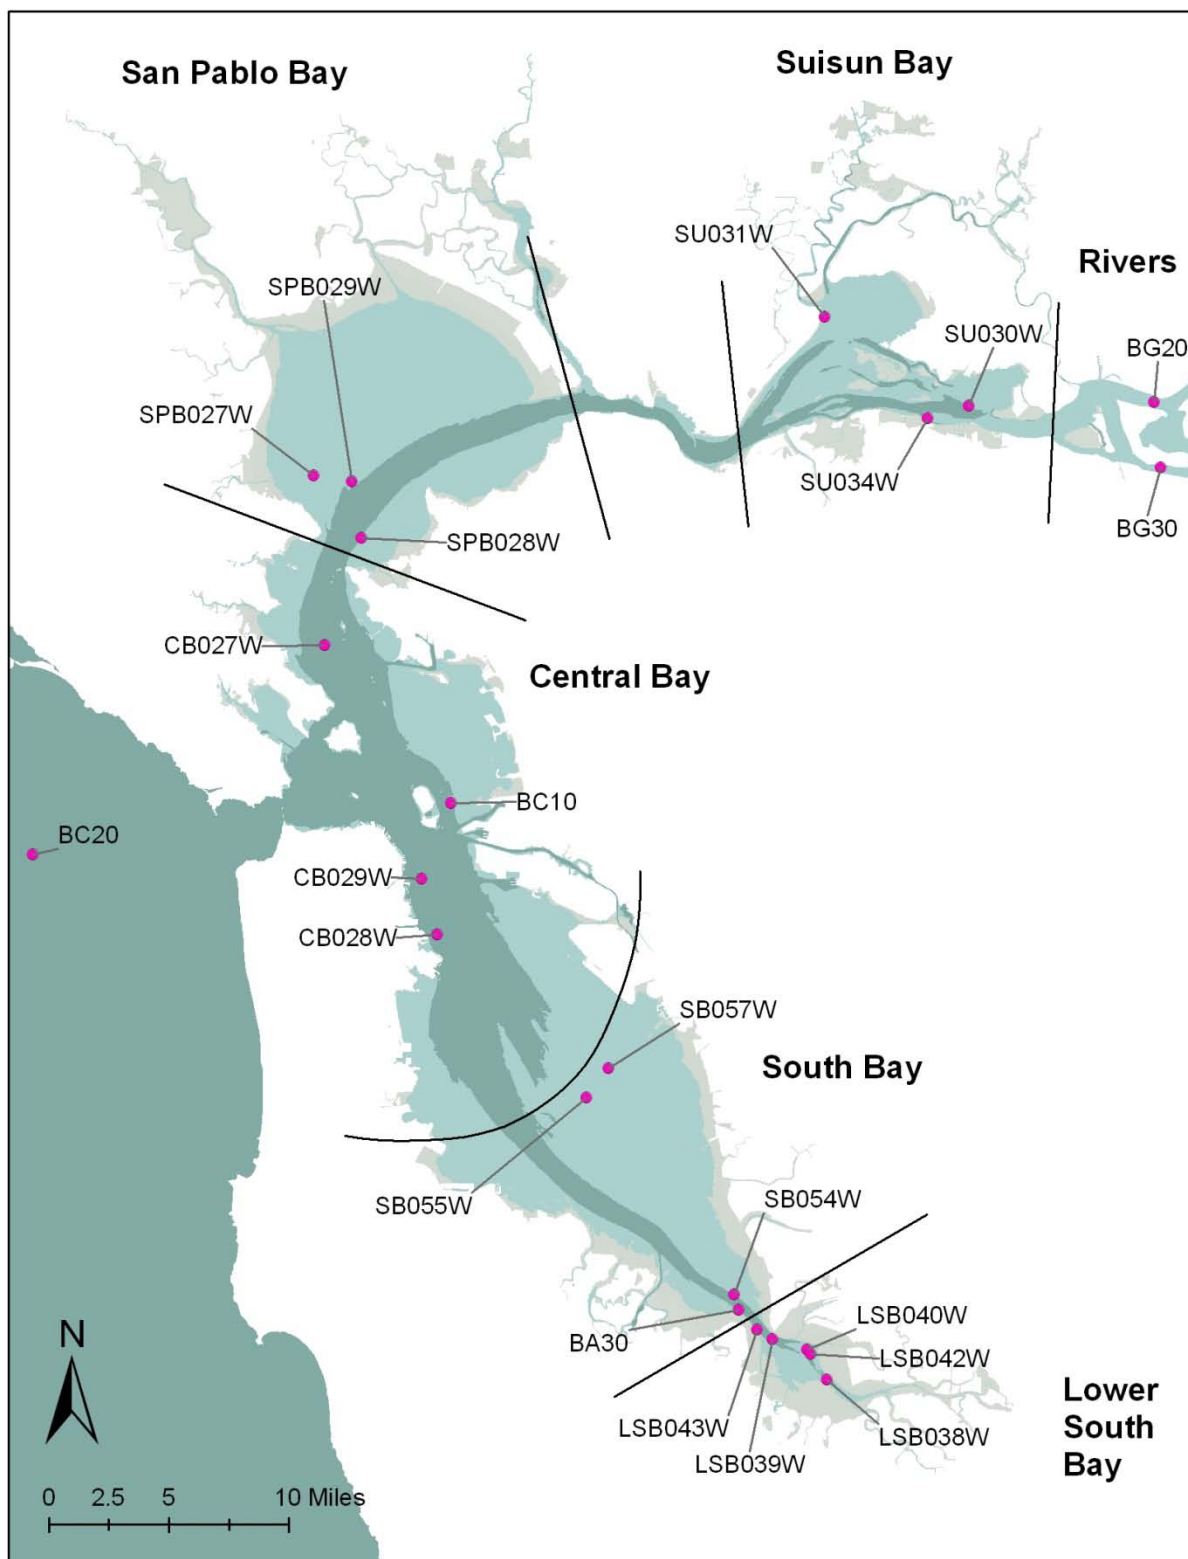 San Pablo Bay
Suisun Bay
SU031W
Rivers
SPB029W
SU030W
BG20
SPB027W
SU034W
BG30
SPB028W
CB027W
Central Bay
BC10
BC20
CB029W
CB028W
SB057W
South Bay
SB055W
SB054W
LSB040W
BA30
LSB042W
LSB043W
LSB038W
LSB039W
Lower
South
Bay
N
0 2.5 5 10 Miles